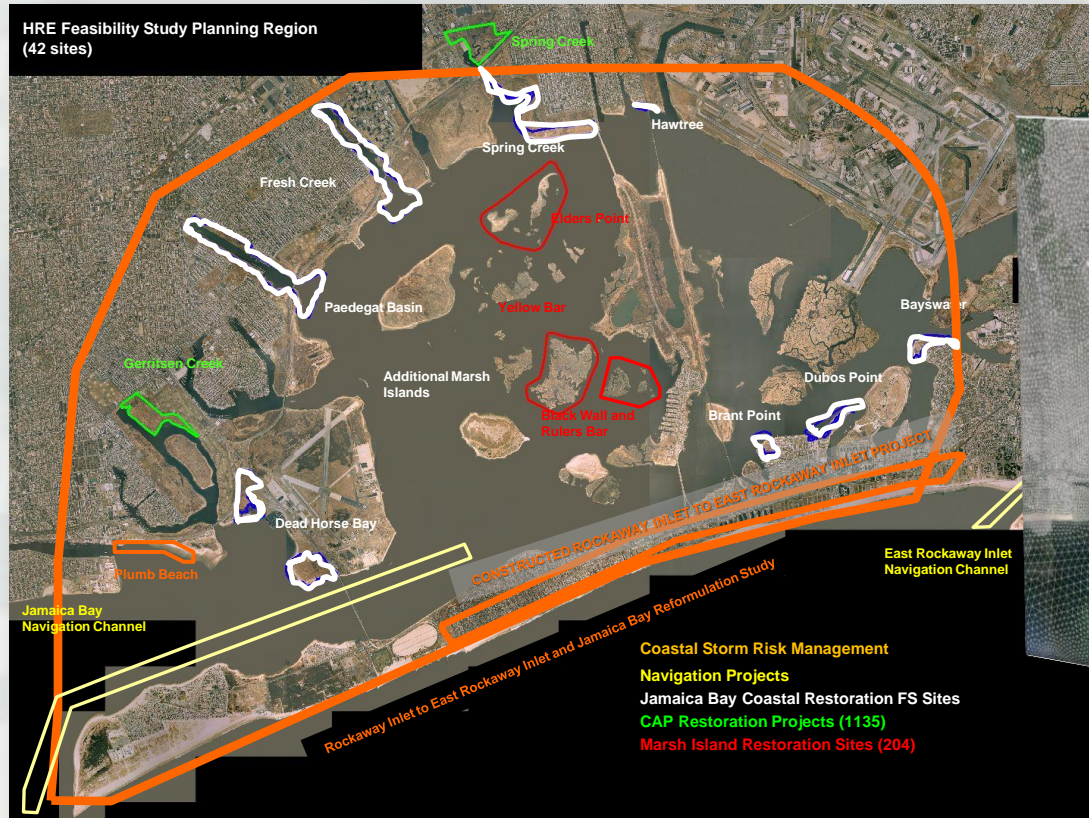 HRE Feasibility Study Planning Region
(42 sites)
Spring Creek
Hawtree
Spring Creek
Fresh Creek
Elders Point
Paedegat Basin
Yellow Bar
Bayswater
Gerritsen Creek
Additional Marsh
Islands
Dubos Point
Black Wall and
Rulers Bar
Brant Point
CONSTRUCTED ROCKAWAY INLET TO EAST ROCKAWAY INLET PROJECT
Dead Horse Bay
Plumb Beach
East Rockaway Inlet
Navigation Channel
Jamaica Bay
Navigation Channel
Rockaway Inlet to East Rockaway Inlet and Jamaica Bay Reformulation Study
Coastal Storm Risk Management
Navigation Projects
Jamaica Bay Coastal Restoration FS Sites
CAP Restoration Projects (1135)
Marsh Island Restoration Sites (204)